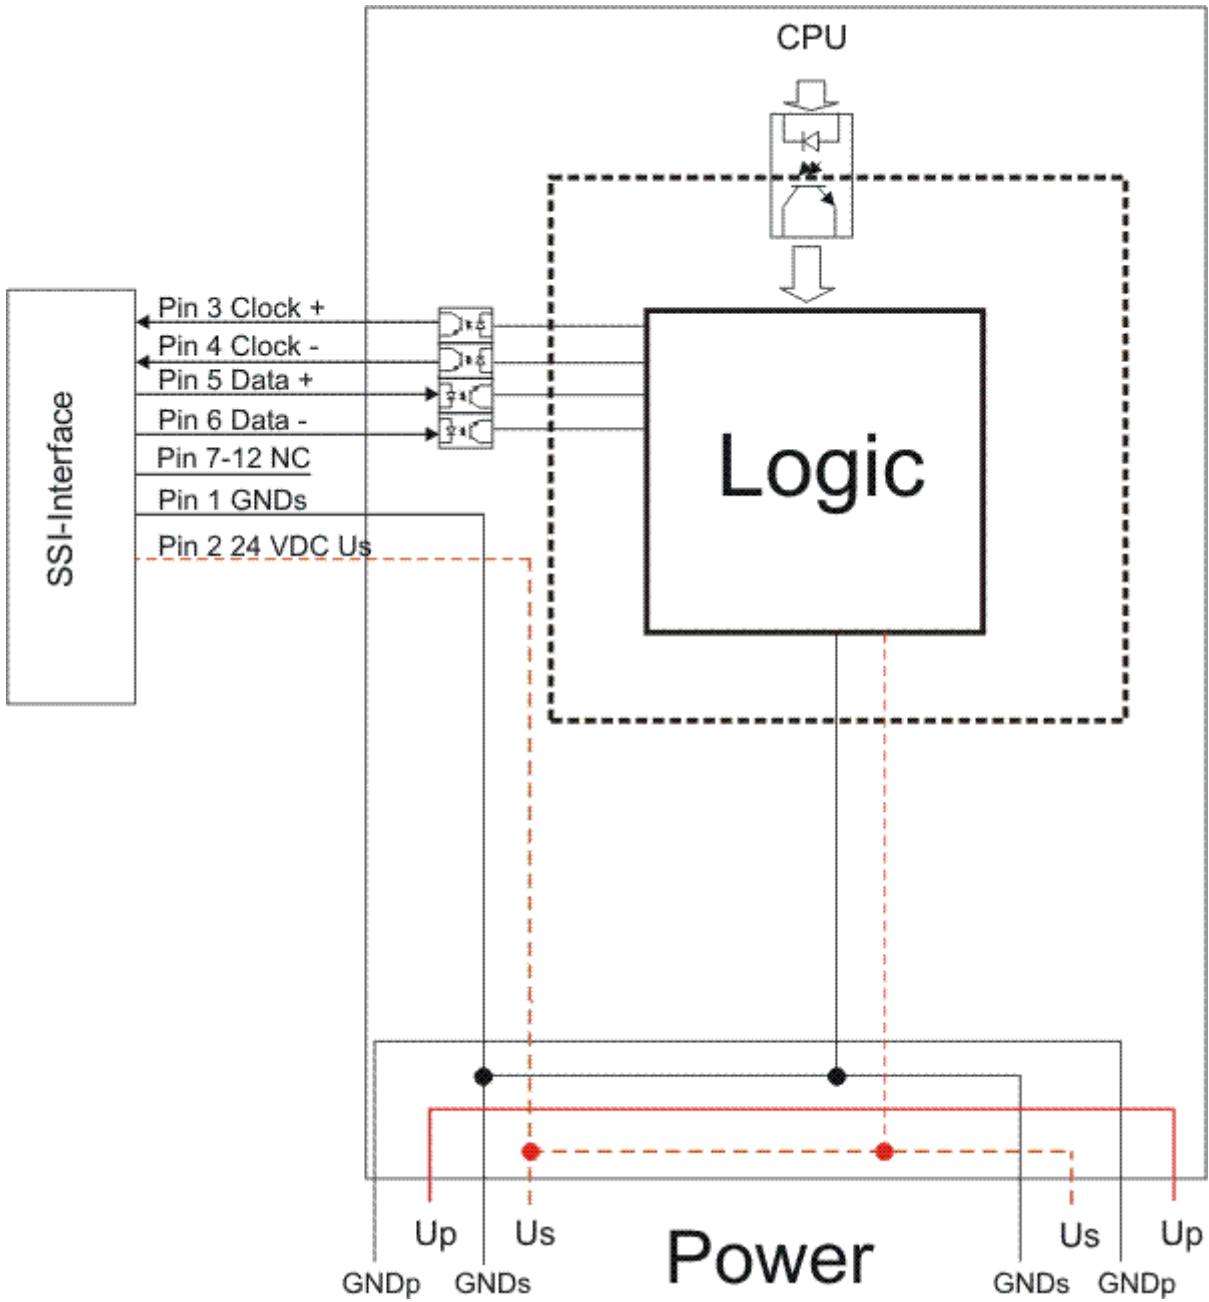 CPU
Pin 3 Clock +
Pin 4 Clock -
Pin 5 Data +
Pin 6 Data -
Pin 7-12 NC
Pin 1 GNDs
Pin 2 24 VDC Us
SSI-Interface
Logic
Up
Us
Power
Us
Up
GNDp
GNDs
GNDs
GNDp